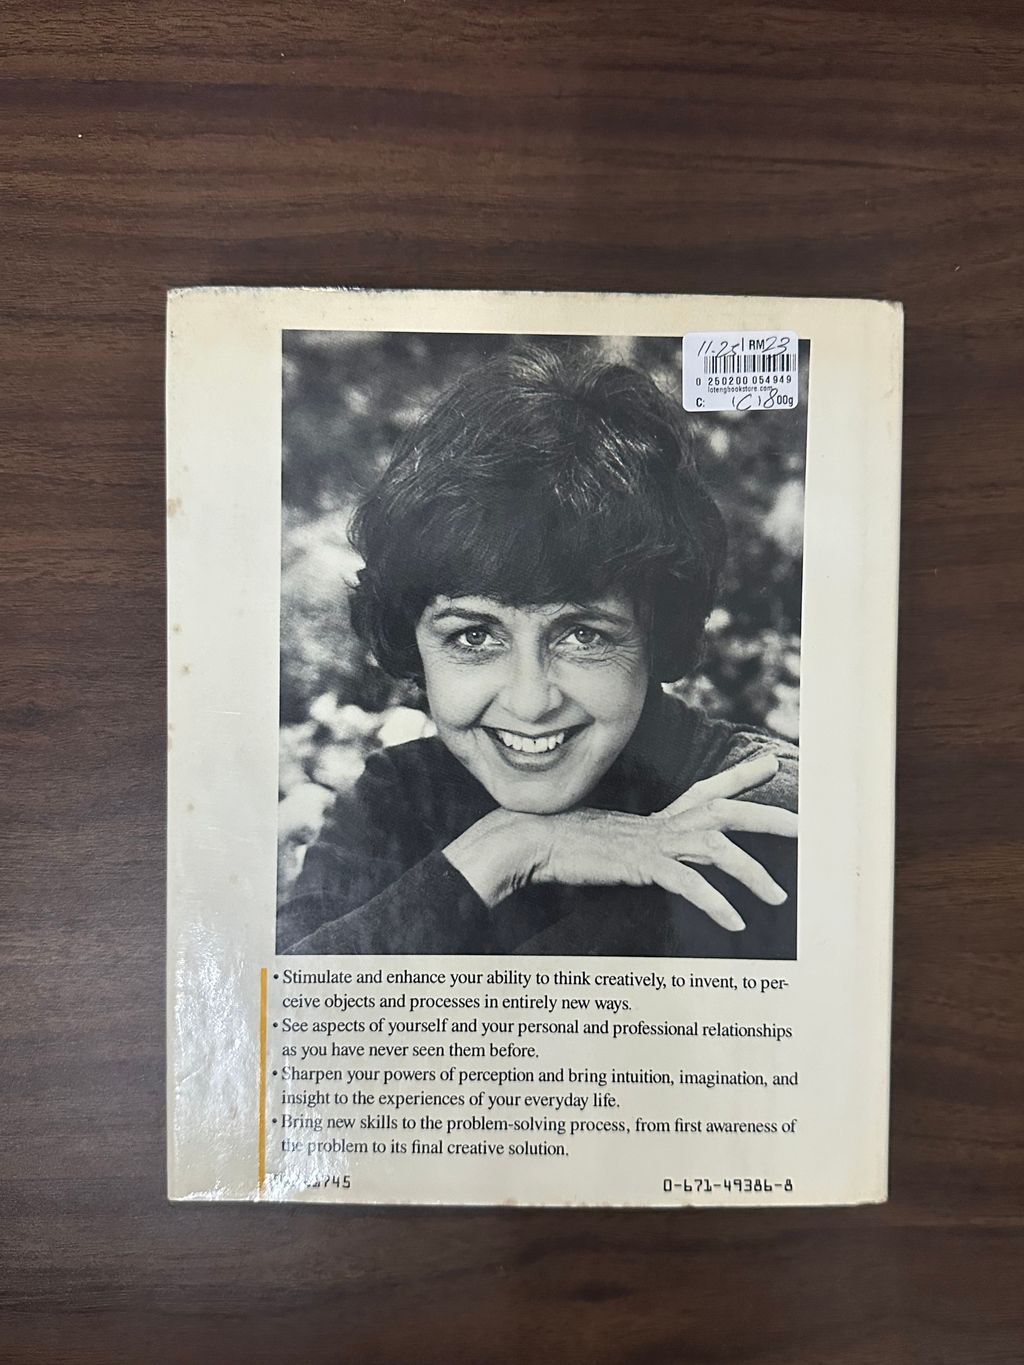 11-25| RM23
0 250200 054949
lotengbookstore.com
C: (C) 800g
• Stimulate and enhance your ability to think creatively, to invent, to per-
ceive objects and processes in entirely new ways.
• See aspects of yourself and your personal and professional relationships
as you have never seen them before.
• Sharpen your powers of perception and bring intuition, imagination, and
insight to the experiences of your everyday life.
• Bring new skills to the problem-solving process, from first awareness of
the problem to its final creative solution.
745
0-671-49386-8